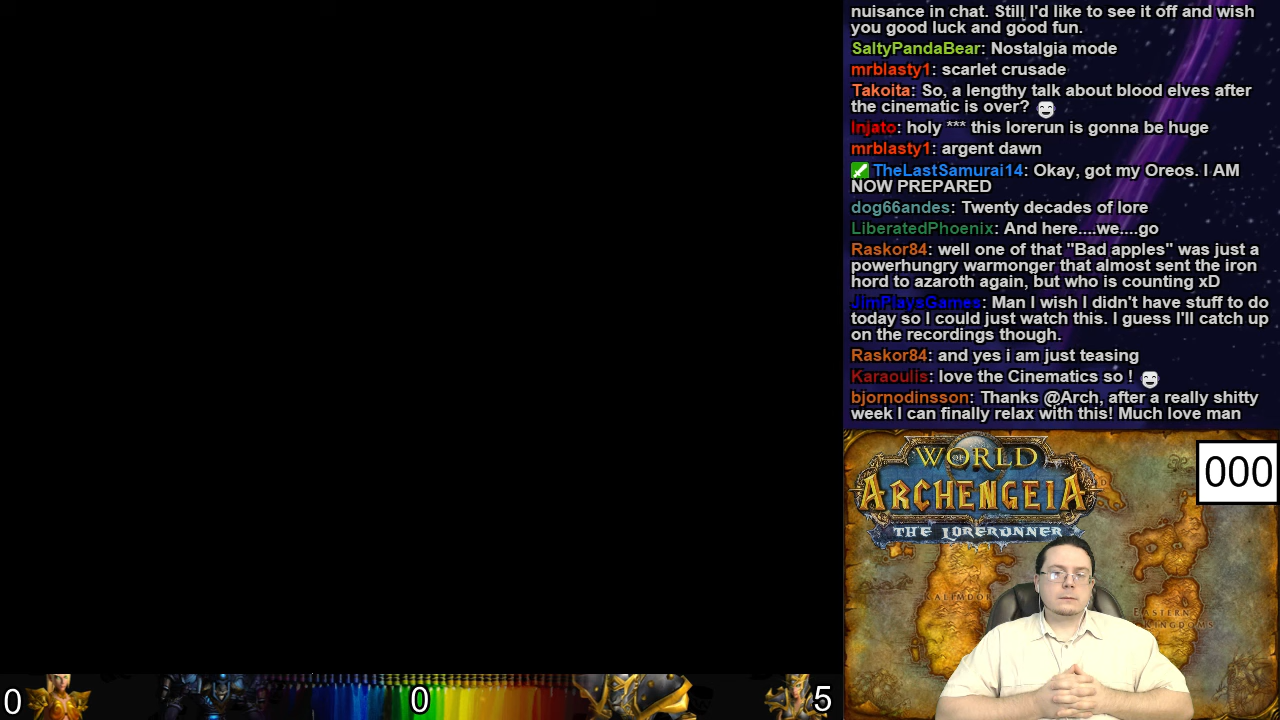 nuisance in chat. Still I'd like to see it off and wish
you good luck and good fun.
SaltyPandaBear: Nostalgia mode
mrblasty1: scarlet crusade
Takoita: So, a lengthy talk about blood elves after
the cinematic is over?
Injato: holy *** this lorerun is gonna be huge
mrblasty1: argent dawn
TheLastSamurai14: Okay, got my Oreos. I AM
NOW PREPARED
dog66andes: Twenty decades of lore
LiberatedPhoenix: And here....we....go
Raskor84: well one of that "Bad apples" was just a
powerhungry warmonger that almost sent the iron
hord to azaroth again, but who is counting xD
JimPlaysGames: Man I wish I didn't have stuff to do
today so I could just watch this. I guess I'll catch up
on the recordings though.
Raskor84: and yes i am just teasing
Karaoulis: love the Cinematics so !
bjornodinsson: Thanks @Arch, after a really shitty
week I can finally relax with this! Much love man
WORLD
OF
ARCHENGEIA
THE LORERUNNER
000
KALIMDOR
EASTERN
KINGDOMS
0
0
5